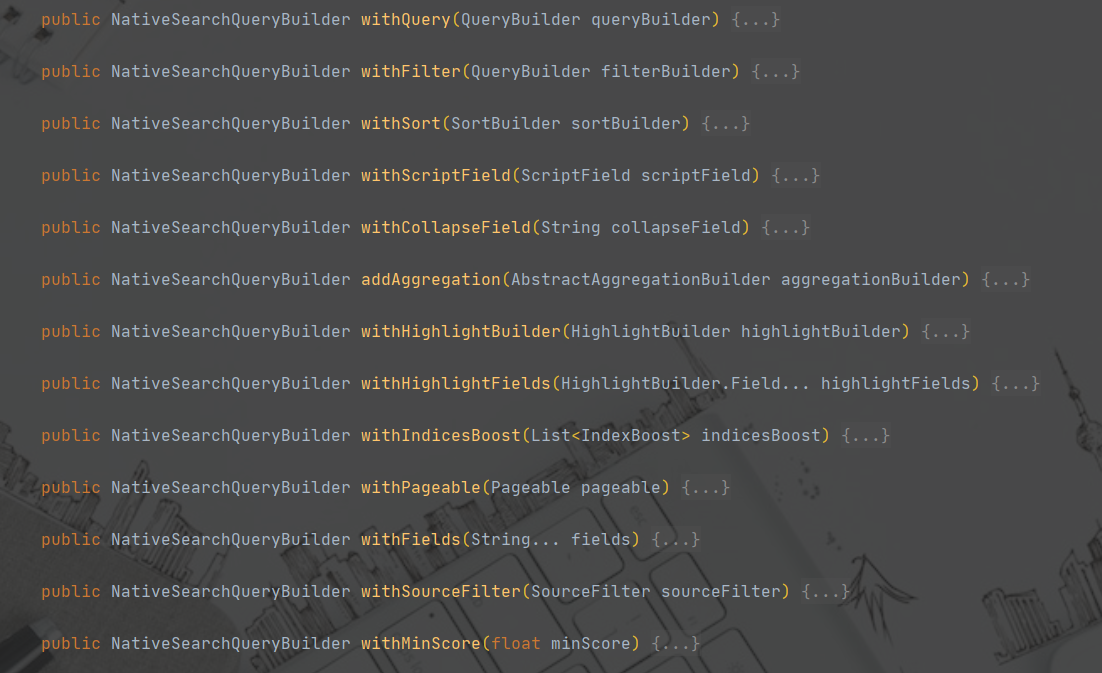 public NativeSearchQueryBuilder withQuery(QueryBuilder queryBuilder) {...}
public NativeSearchQueryBuilder withFilter(QueryBuilder filterBuilder) {...}
public NativeSearchQueryBuilder withSort(SortBuilder sortBuilder) {...}
public NativeSearchQueryBuilder withScriptField(ScriptField scriptField) {...}
public NativeSearchQueryBuilder withCollapseField(String collapseField) {...}
public NativeSearchQueryBuilder addAggregation(AbstractAggregationBuilder aggregationBuilder) {...}
public NativeSearchQueryBuilder withHighlightBuilder(HighlightBuilder highlightBuilder) {...}
public NativeSearchQueryBuilder withHighlightFields(HighlightBuilder.Field... highlightFields) {...}
public NativeSearchQueryBuilder withIndicesBoost(List<IndexBoost> indicesBoost) {...}
public NativeSearchQueryBuilder withPageable(Pageable pageable) {...}
public NativeSearchQueryBuilder withFields(String... fields) {...}
public NativeSearchQueryBuilder withSourceFilter(SourceFilter sourceFilter) {...}
public NativeSearchQueryBuilder withMinScore(float minScore) {...}